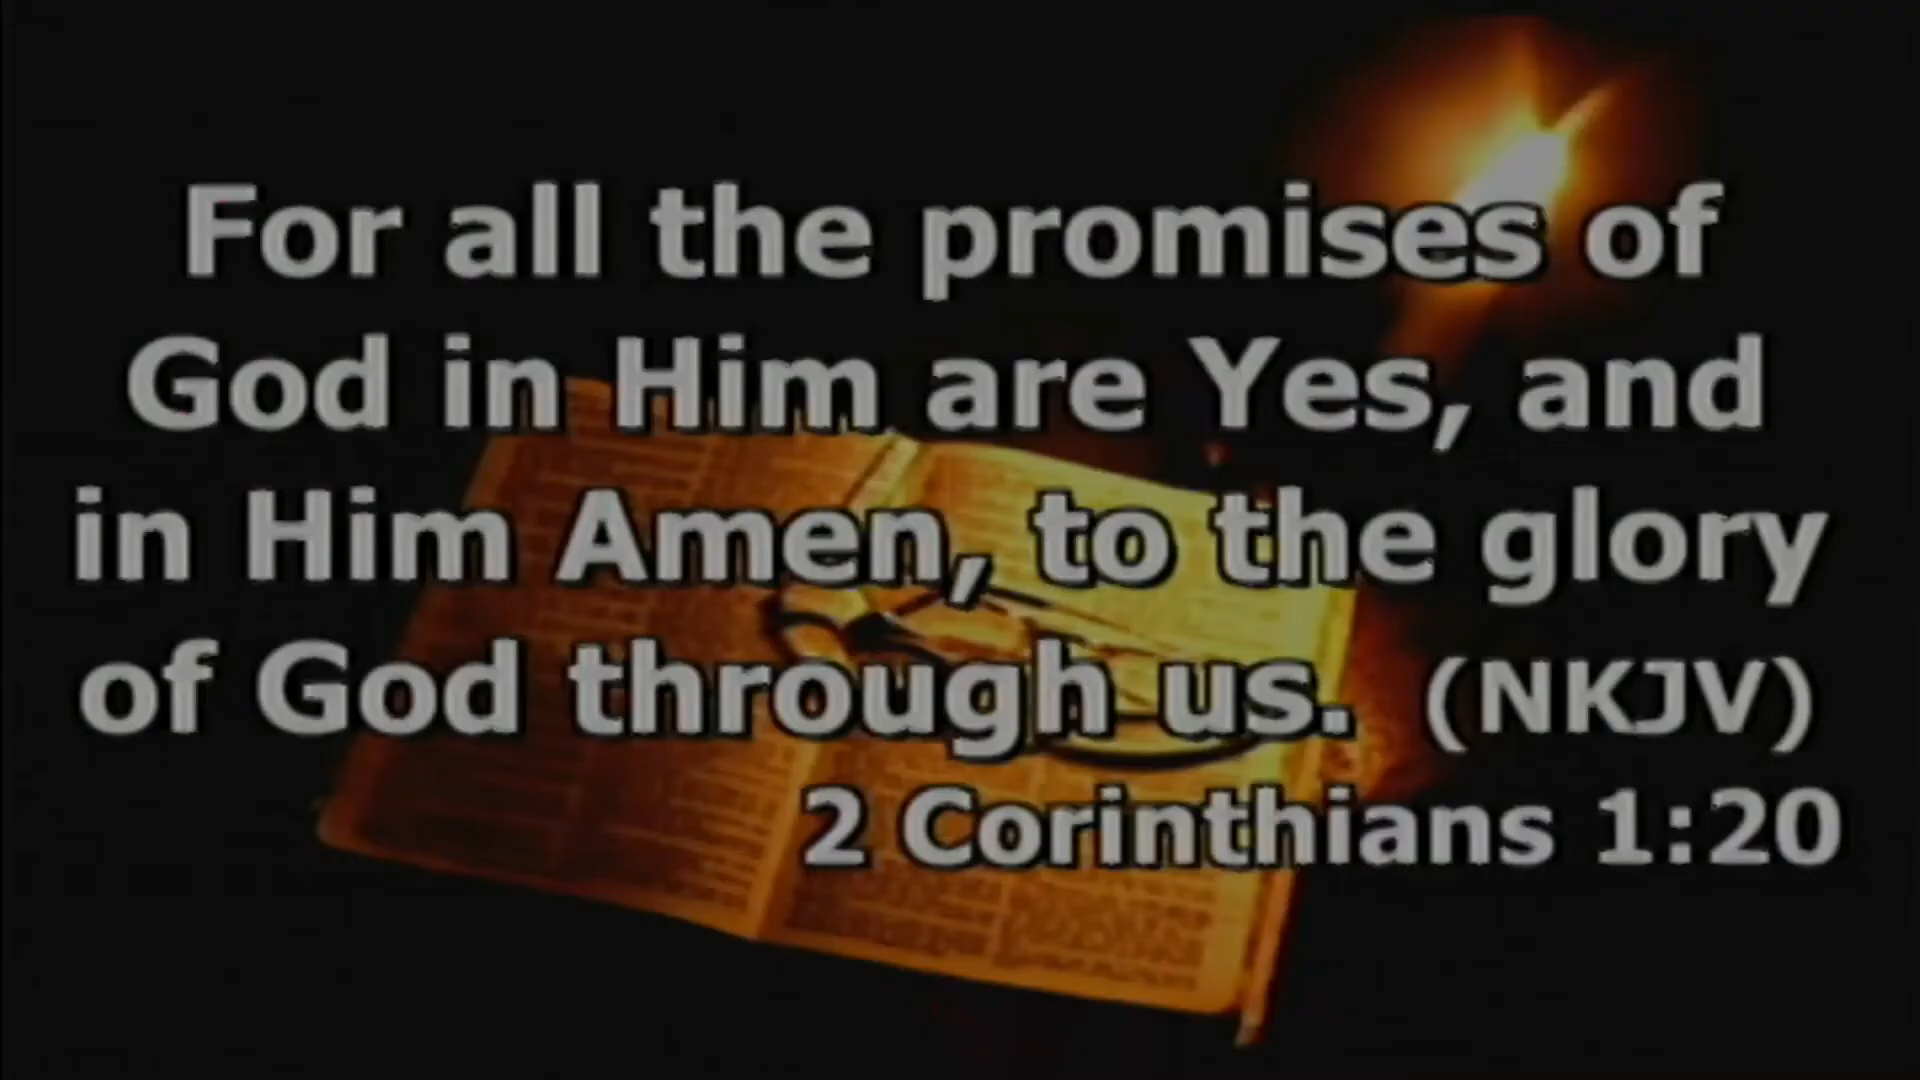 For all the promises of
God in Him are Yes, and
in Him Amen, to the glory
of God through us. (NKJV)
2 Corinthians 1:20